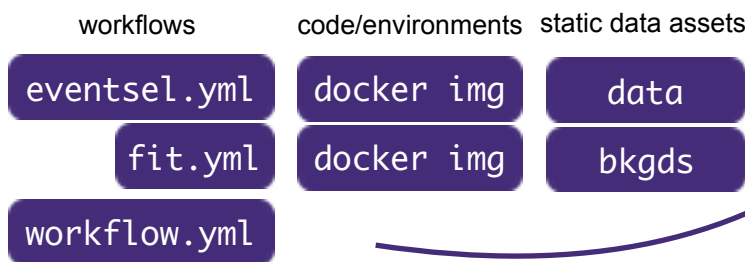 workflows code/environments static data assets
eventsel.yml docker img data
fit.yml docker img bkgds
workflow.yml